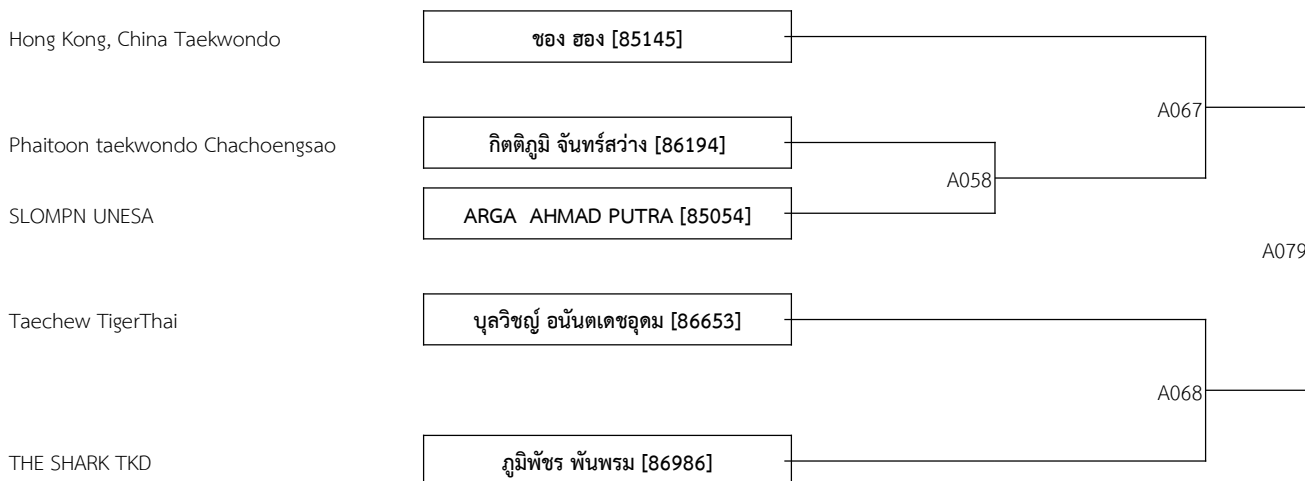 Hong Kong, China Taekwondo
ชอง ฮอง [85145]
A067
Phaitoon taekwondo Chachoengsao
กิตติภูมิ จันทร์สว่าง [86194]
A058
SLOMPN UNESA
ARGA  AHMAD PUTRA [85054]
A079
Taechew TigerThai
บุลวิชญ์ อนันตเดชอุดม [86653]
A068
THE SHARK TKD
ภูมิพัชร พันพรม [86986]